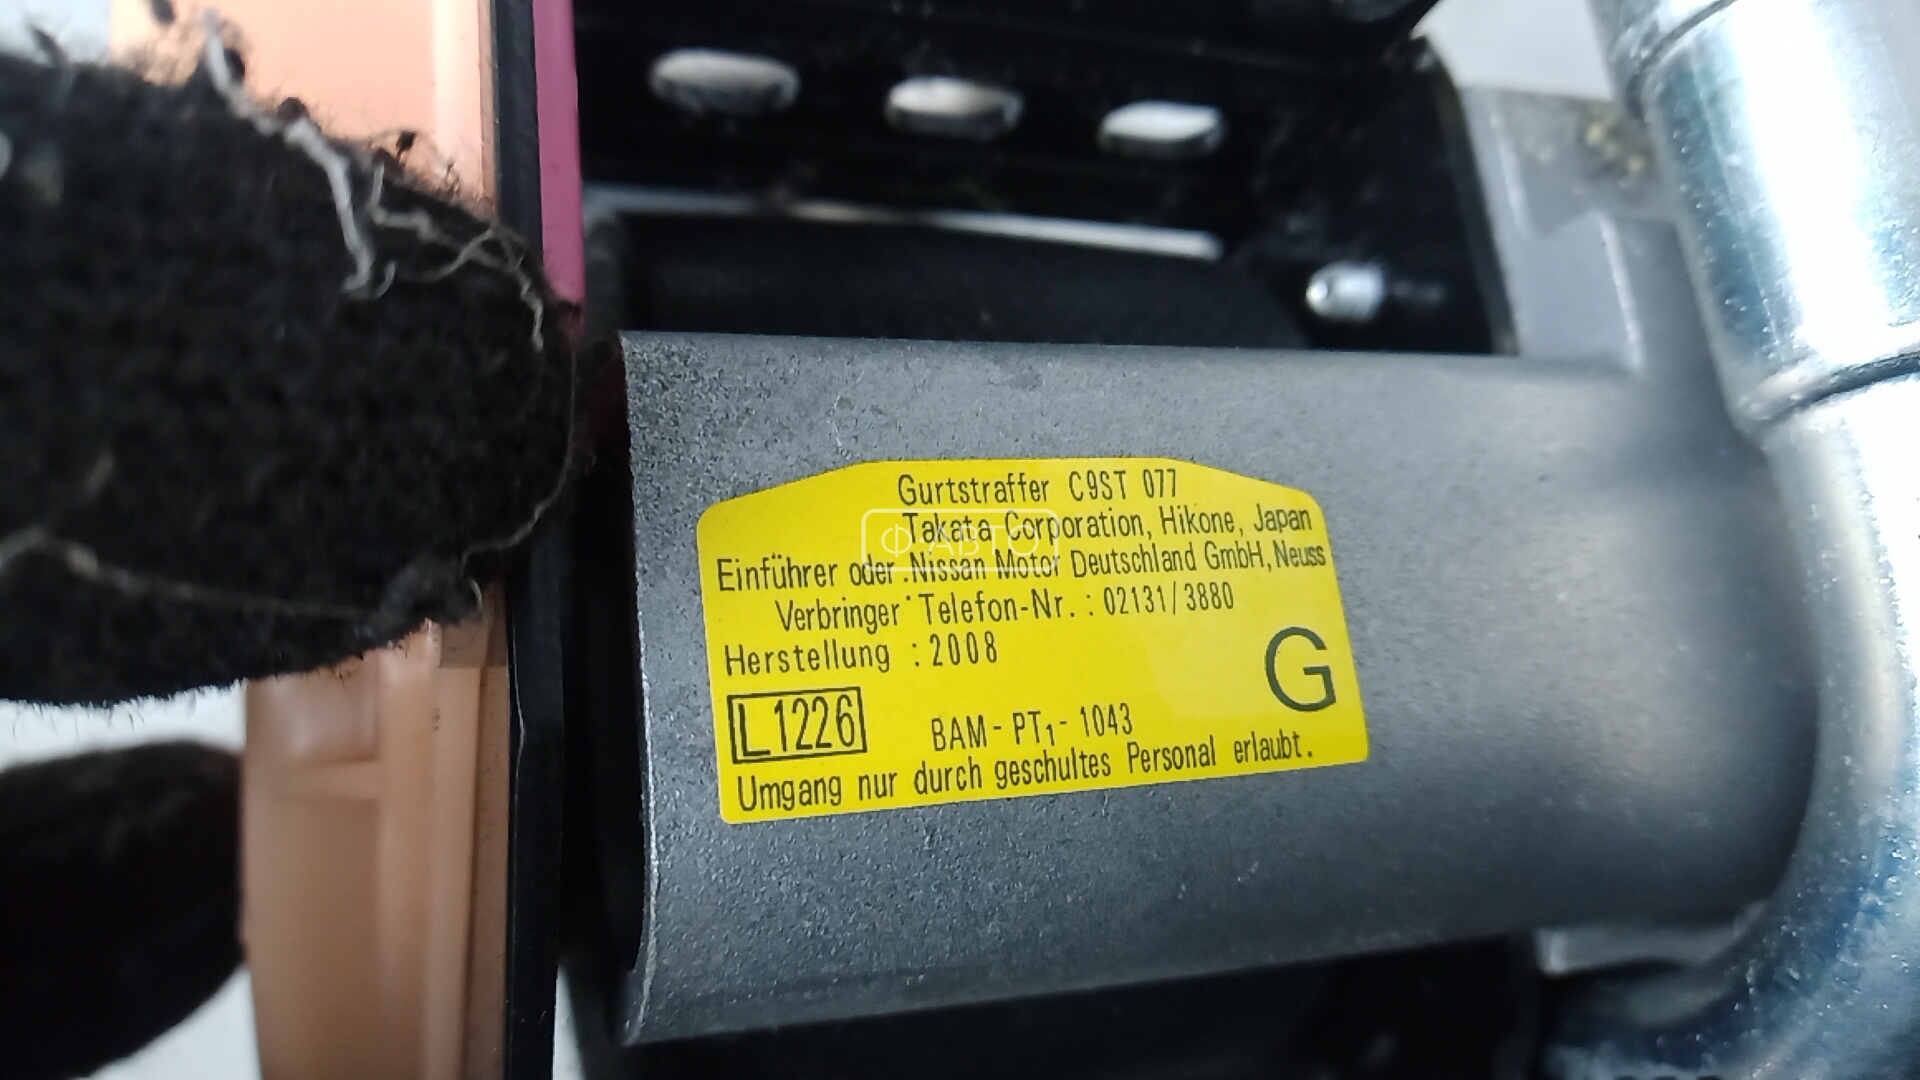 Gurtstraffer C9ST 077
Takata Corporation, Hikone, Japan
Einführer oder Nissan Motor Deutschland GmbH, Neuss
Verbringer Telefon-Nr. : 02131/3880
Herstellung : 2008
G
L1226
BAM-PT₁-1043
Umgang nur durch geschultes Personal erlaubt.
Ф АВТО